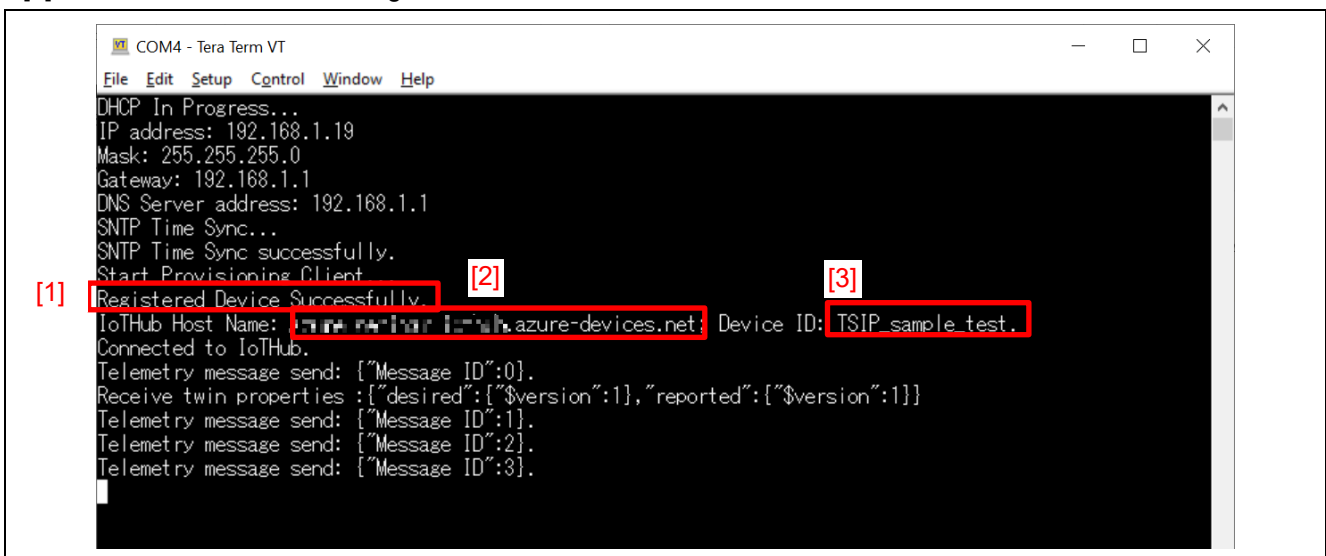 COM4 - Tera Term VT
File Edit Setup Control Window Help
DHCP In Progress...
IP address: 192.168.1.19
Mask: 255.255.255.0
Gateway: 192.168.1.1
DNS Server address: 192.168.1.1
SNTP Time Sync...
SNTP Time Sync successfully.
Start Provisioning Client...
[2]
[3]
[1]
Registered Device Successfully.
IoTHub Host Name: .azure-devices.net; Device ID: TSIP_sample_test.
Connected to IoTHub.
Telemetry message send: {"Message ID":0}.
Receive twin properties :{"desired":{"$version":1},"reported":{"$version":1}}
Telemetry message send: {"Message ID":1}.
Telemetry message send: {"Message ID":2}.
Telemetry message send: {"Message ID":3}.